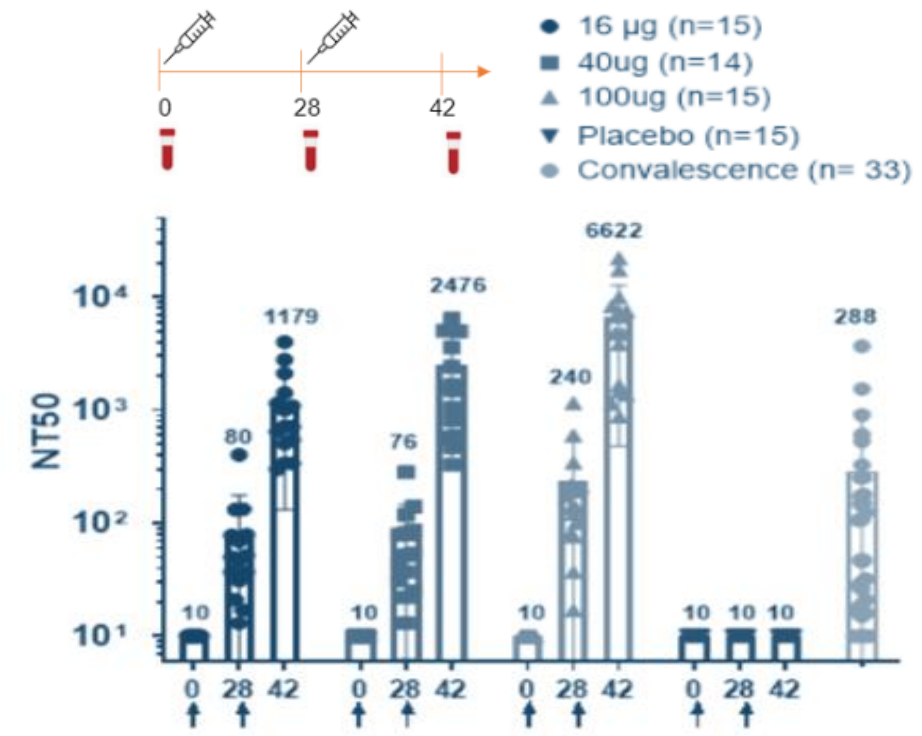 0 28 42
16 µg (n=15)
40ug (n=14)
100ug (n=15)
Placebo (n=15)
Convalescence (n= 33)
NT50
10⁴
10³
10²
10¹
10 80 1179
10 76 2476
10 240 6622
10 10 10
288
0 28 42 0 28 42 0 28 42 0 28 42